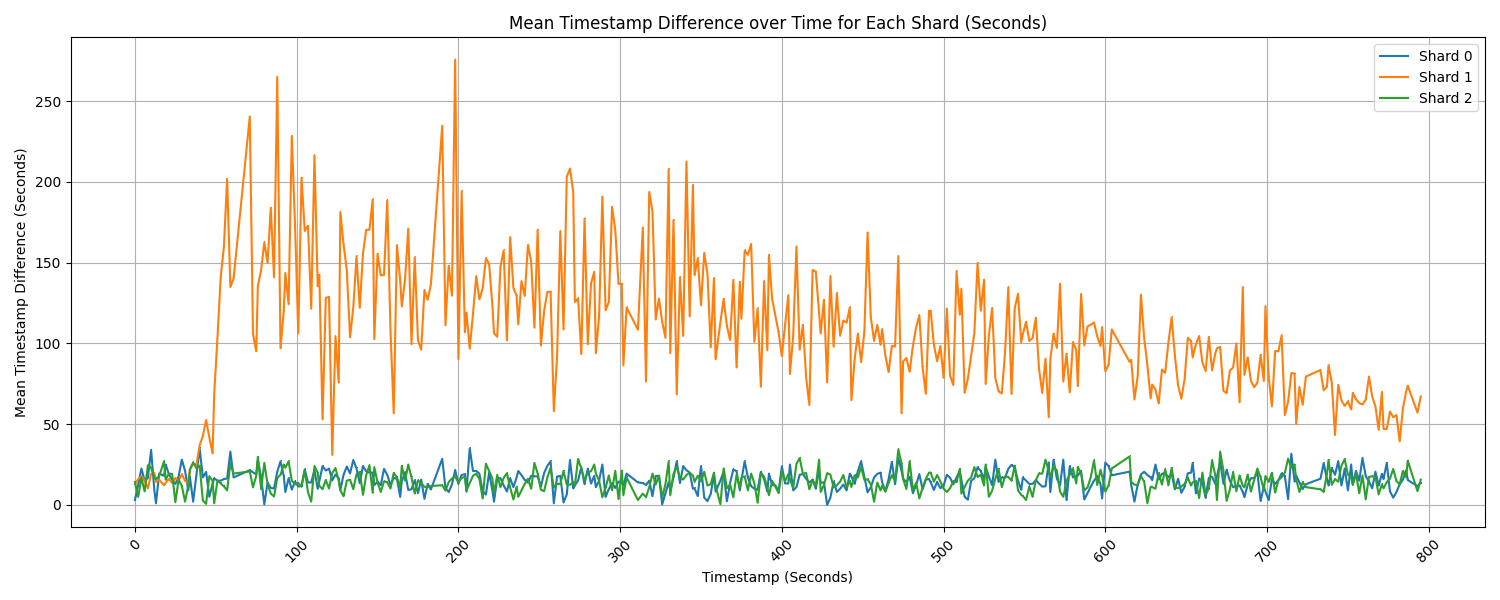 Mean Timestamp Difference over Time for Each Shard (Seconds)
Shard 0
Shard 1
Shard 2
Mean Timestamp Difference (Seconds)
250
200
150
100
50
0
0
100
200
300
400
500
600
700
800
Timestamp (Seconds)